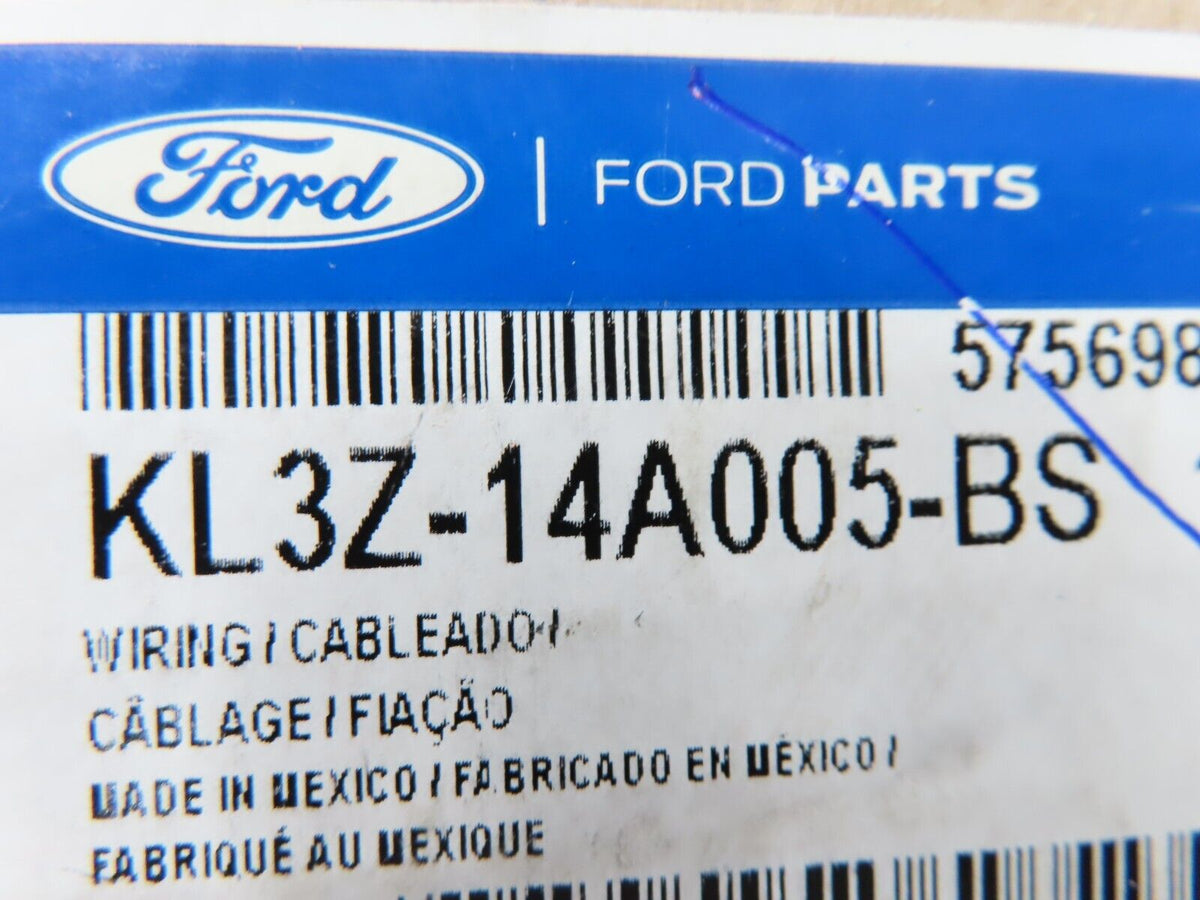 Ford | FORD PARTS
575698
KL3Z-14A005-BS
WIRING / CABLEADO /
CÂBLAGE / FIAÇÃO
MADE IN MEXICO / FABRICADO EN MÉXICO /
FABRIQUÉ AU MEXIQUE